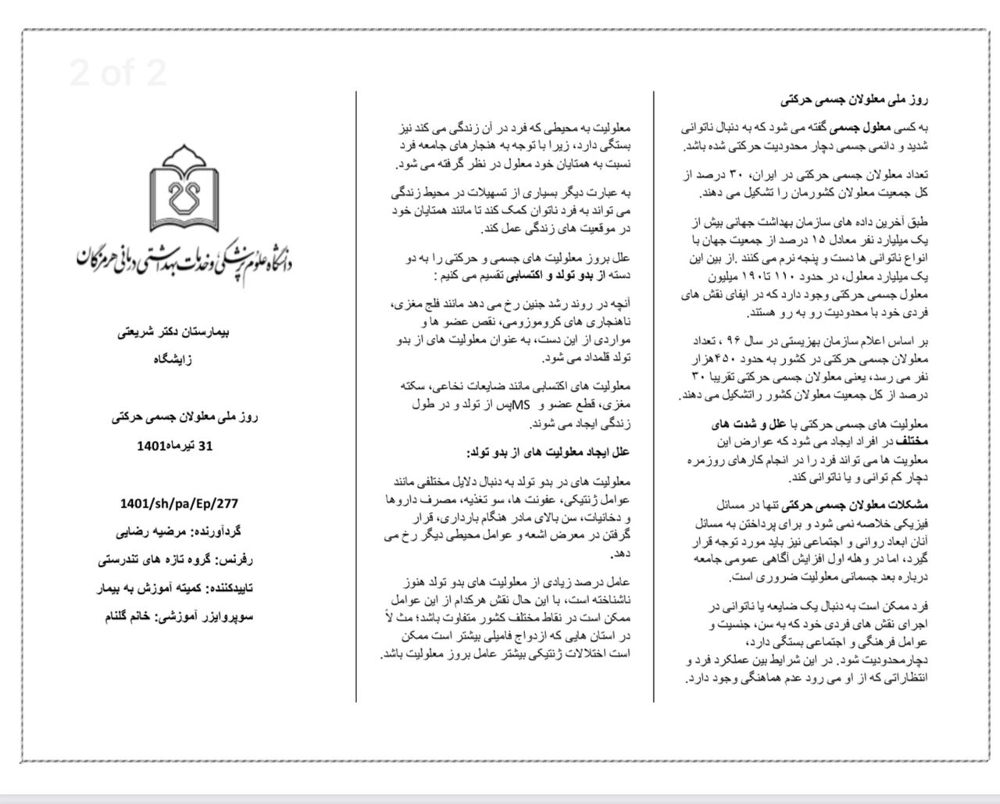 2 of 2
روز ملی معلولان جسمی حرکتی
به کسی معلول جسمی گفته می شود که به دنبال ناتوانی
شدید و دائمی جسمی دچار محدودیت حرکتی شده باشد.
تعداد معلولان جسمی حرکتی در ایران، ۳۰ درصد از
کل جمعیت معلولان کشورمان را تشکیل می دهند.
طبق آخرین داده های سازمان بهداشت جهانی بیش از
یک میلیارد نفر معادل ۱۵ درصد از جمعیت جهان با
انواع ناتوانی ها دست و پنجه نرم می کنند .از بین این
یک میلیارد معلول، در حدود ۱۱۰ تا۱۹۰ میلیون
معلول جسمی حرکتی وجود دارد که در ایفای نقش های
فردی خود با محدودیت رو به رو هستند.
بر اساس اعلام سازمان بهزیستی در سال ۹۶ ، تعداد
معلولان جسمی حرکتی در کشور به حدود ۴۵۰هزار
نفر می رسد، یعنی معلولان جسمی حرکتی تقریبا ۳۰
درصد از کل جمعیت معلولان کشور راتشکیل می دهند.
معلولیت های جسمی حرکتی با علل و شدت های
مختلف در افراد ایجاد می شود که عوارض این
معلویت ها می تواند فرد را در انجام کارهای روزمره
دچار کم توانی و یا ناتوانی کند.
مشکلات معلولان جسمی حرکتی تنها در مسائل
فیزیکی خلاصه نمی شود و برای پرداختن به مسائل
آنان ابعاد روانی و اجتماعی نیز باید مورد توجه قرار
گیرد، اما در وهله اول افزایش آگاهی عمومی جامعه
درباره بعد جسمانی معلولیت ضروری است.
فرد ممکن است به دنبال یک ضایعه یا ناتوانی در
اجرای نقش های فردی خود که به سن، جنسیت و
عوامل فرهنگی و اجتماعی بستگی دارد،
دچارمحدودیت شود. در این شرایط بین عملکرد فرد و
انتظاراتی که از او می رود عدم هماهنگی وجود دارد.
معلولیت به محیطی که فرد در آن زندگی می کند نیز
بستگی دارد، زیرا با توجه به هنجارهای جامعه فرد
نسبت به همتایان خود معلول در نظر گرفته می شود.
به عبارت دیگر بسیاری از تسهیلات در محیط زندگی
می تواند به فرد ناتوان کمک کند تا مانند همتایان خود
در موقعیت های زندگی عمل کند.
علل بروز معلولیت های جسمی و حرکتی را به دو
دسته از بدو تولد و اکتسابی تقسیم می کنیم :
آنچه در روند رشد جنین رخ می دهد مانند فلج مغزی،
ناهنجاری های کروموزومی، نقص عضو ها و
مواردی از این دست، به عنوان معلولیت های از بدو
تولد قلمداد می شود.
معلولیت های اکتسابی مانند ضایعات نخاعی، سکته
مغزی، قطع عضو و MSپس از تولد و در طول
زندگی ایجاد می شوند.
علل ایجاد معلولیت های از بدو تولد:
معلولیت های در بدو تولد به دنبال دلایل مختلفی مانند
عوامل ژنتیکی، عفونت ها، سو تغذیه، مصرف داروها
و دخانیات، سن بالای مادر هنگام بارداری، قرار
گرفتن در معرض اشعه و عوامل محیطی دیگر رخ می
دهد.
عامل درصد زیادی از معلولیت های بدو تولد هنوز
ناشناخته است، با این حال نقش هرکدام از این عوامل
ممکن است در نقاط مختلف کشور متفاوت باشد؛ مث لاً
در استان هایی که ازدواج فامیلی بیشتر است ممکن
است اختلالات ژنتیکی بیشتر عامل بروز معلولیت باشد.
دانشگاه علوم پزشکی و خدمات بهداشتی درمانی هرمزگان
بیمارستان دکتر شریعتی
زایشگاه
روز ملی معلولان جسمی حرکتی
31 تیرماه1401
1401/sh/pa/Ep/277
گردآورنده: مرضیه رضایی
رفرنس: گروه تازه های تندرستی
تاییدکننده: کمیته آموزش به بیمار
سوپروایزر آموزشی: خانم گلنام